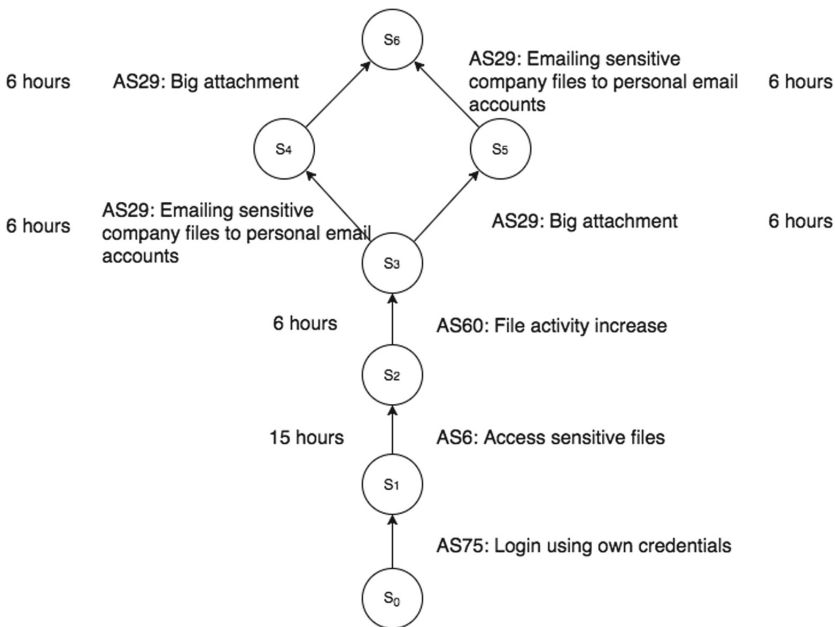 S6
AS29: Emailing sensitive
company files to personal email
accounts
6 hours
AS29: Big attachment
6 hours
S4
S5
AS29: Emailing sensitive
company files to personal email
accounts
6 hours
AS29: Big attachment
6 hours
S3
6 hours
AS60: File activity increase
S2
15 hours
AS6: Access sensitive files
S1
AS75: Login using own credentials
S0